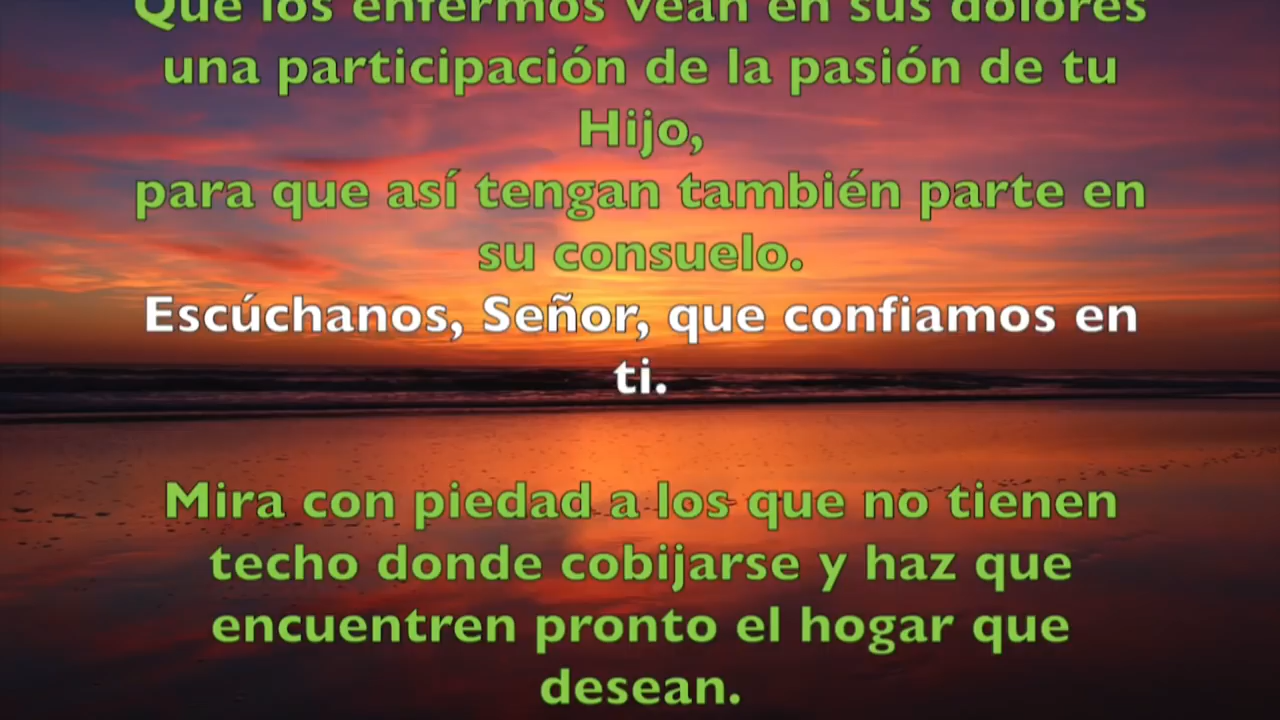 Que los enfermos vean en sus dolores
una participación de la pasión de tu
Hijo,
para que así tengan también parte en
su consuelo.
Escúchanos, Señor, que confiamos en
ti.
Mira con piedad a los que no tienen
techo donde cobijarse y haz que
encuentren pronto el hogar que
desean.